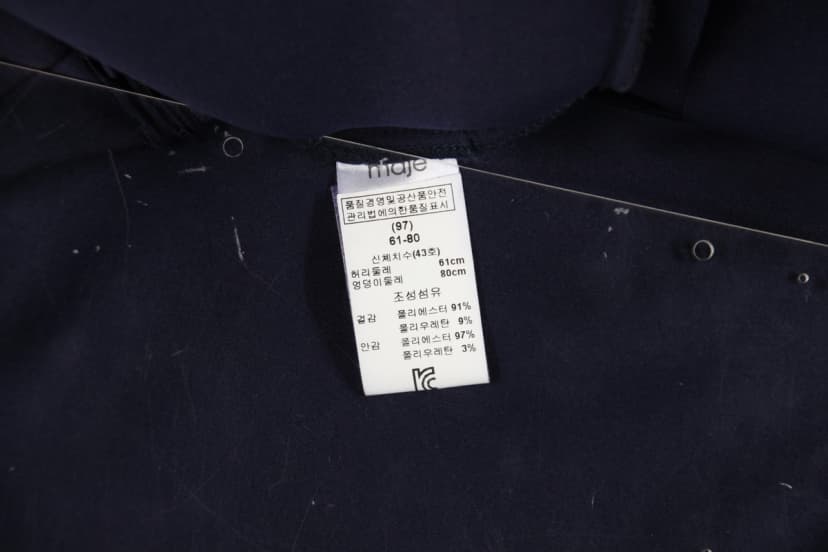 maje
품질경영및공산품안전
관리법에의한품질표시
(97)
61-80
신체치수(43호)
허리둘레 61cm
엉덩이둘레 80cm
조성섬유
겉감 폴리에스터 91%
폴리우레탄 9%
안감 폴리에스터 97%
폴리우레탄 3%